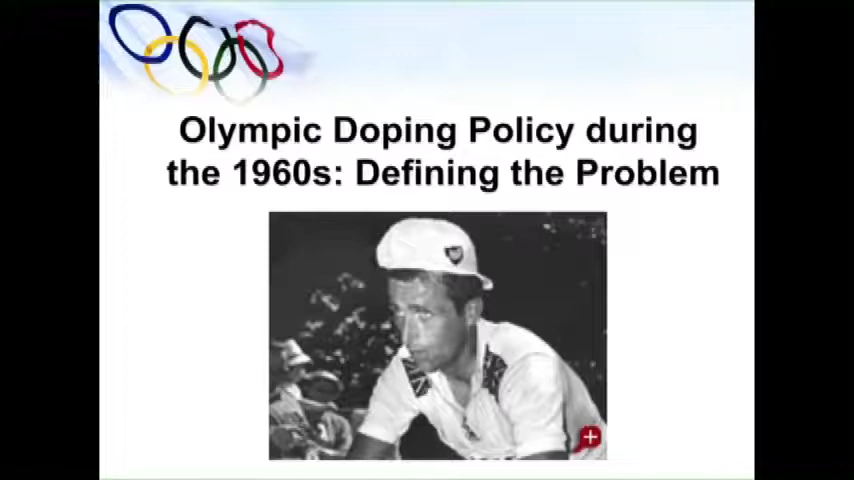 Olympic Doping Policy during
the 1960s: Defining the Problem